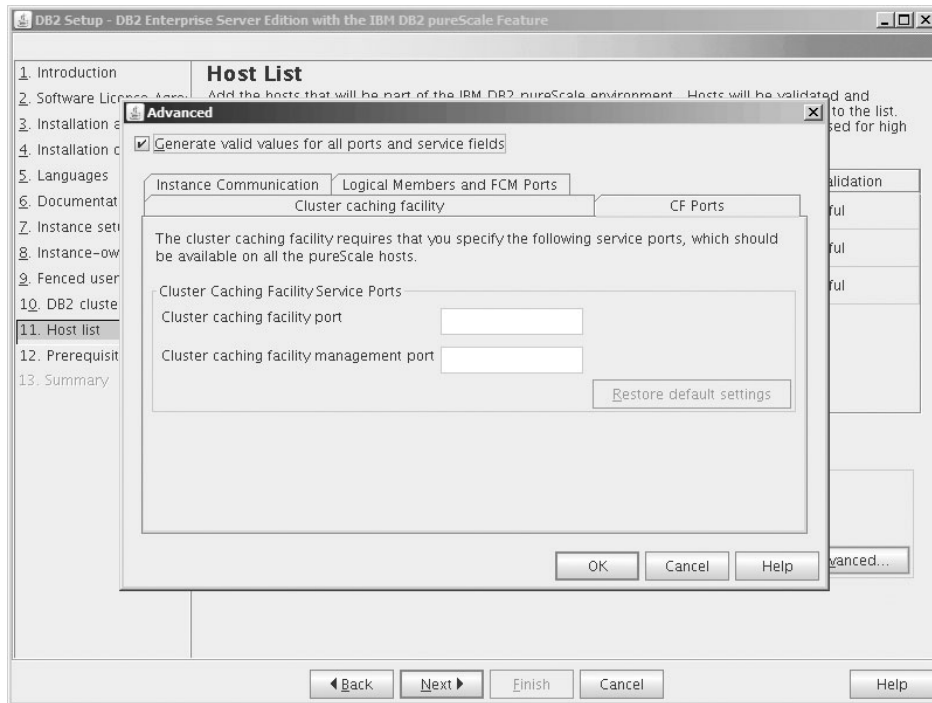 DB2 Setup - DB2 Enterprise Server Edition with the IBM DB2 pureScale Feature
1. Introduction
2. Software Licence Agre
3. Installation a
4. Installation c
5. Languages
6. Documentat
7. Instance setu
8. Instance-ow
9. Fenced user
10. DB2 cluste
11. Host list
12. Prerequisit
13. Summary
Host List
Add the hosts that will be part of the IBM DB2 pureScale environment. Hosts will be validated and
to the list.
sed for high
alidation
ful
ful
ful
vanced...
Advanced
Generate valid values for all ports and service fields
Instance Communication
Logical Members and FCM Ports
Cluster caching facility
CF Ports
The cluster caching facility requires that you specify the following service ports, which should
be available on all the pureScale hosts.
Cluster Caching Facility Service Ports
Cluster caching facility port
Cluster caching facility management port
Restore default settings
OK
Cancel
Help
Back
Next
Finish
Cancel
Help